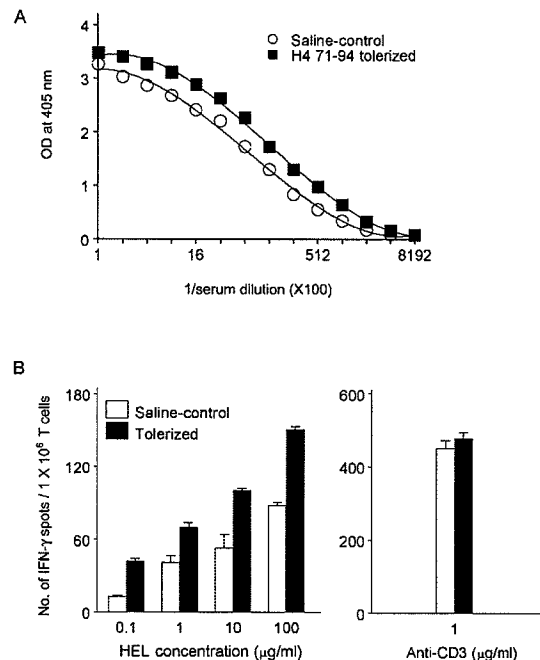 A
Saline-control
H4 71-94 tolerized
OD at 405 nm
4
3
2
1
0
1 16 512 8192
1/serum dilution (X100)
B
No. of IFN-γ spots / 1 X 10⁶ T cells
180
120
60
0
Saline-control
Tolerized
0.1 1 10 100
HEL concentration (μg/ml)
600
400
200
0
1
Anti-CD3 (μg/ml)